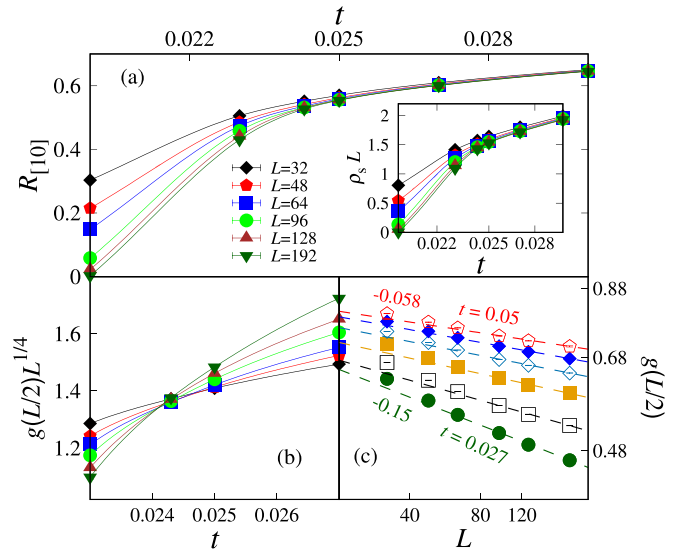 t
0.022 0.025 0.028
(a)
R[10]
0.6
0.4
0.2
0
L=32
L=48
L=64
L=96
L=128
L=192
ρs L
2
1.5
1
0.5
0
0.022 0.025 0.028
t
(b)
g(L/2)L^1/4
1.6
1.4
1.2
0.024 0.025 0.026
t
(c)
-0.058 t = 0.05
-0.15 t = 0.027
0.88
0.68
0.48
g(L/2)
40 80 120
L